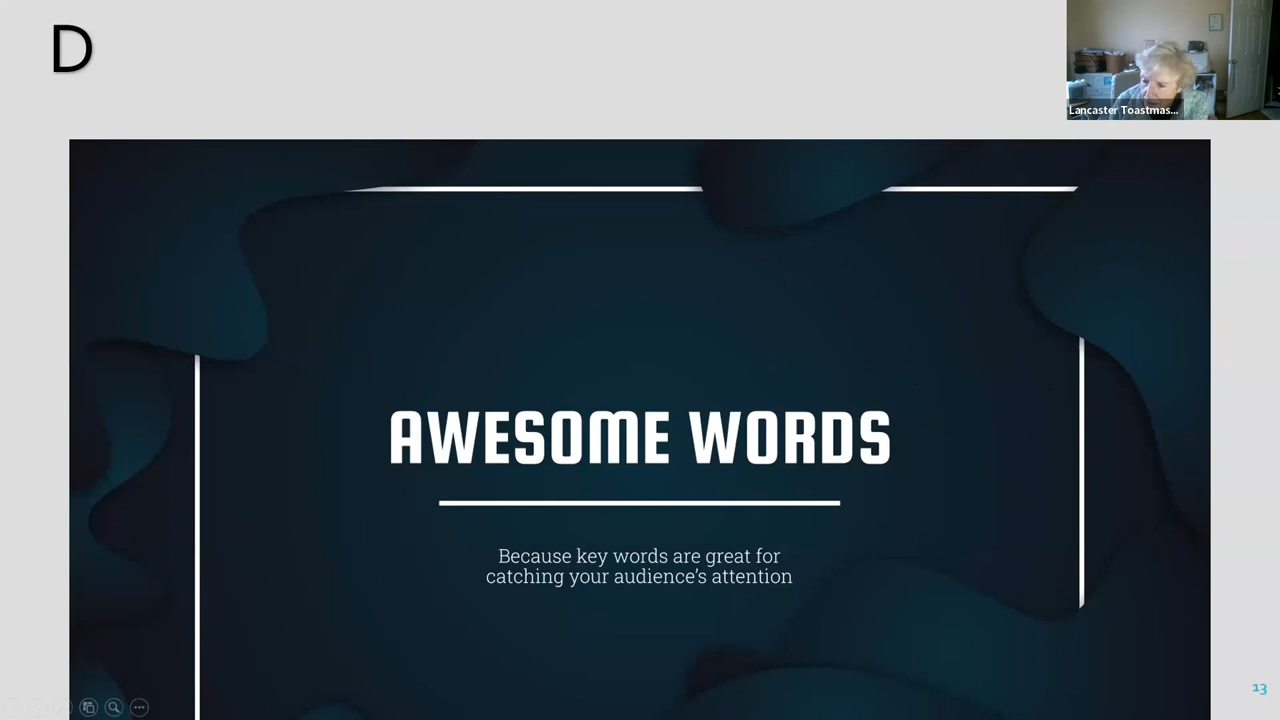 D
Lancaster Toastmas...
AWESOME WORDS
Because key words are great for
catching your audience's attention
13